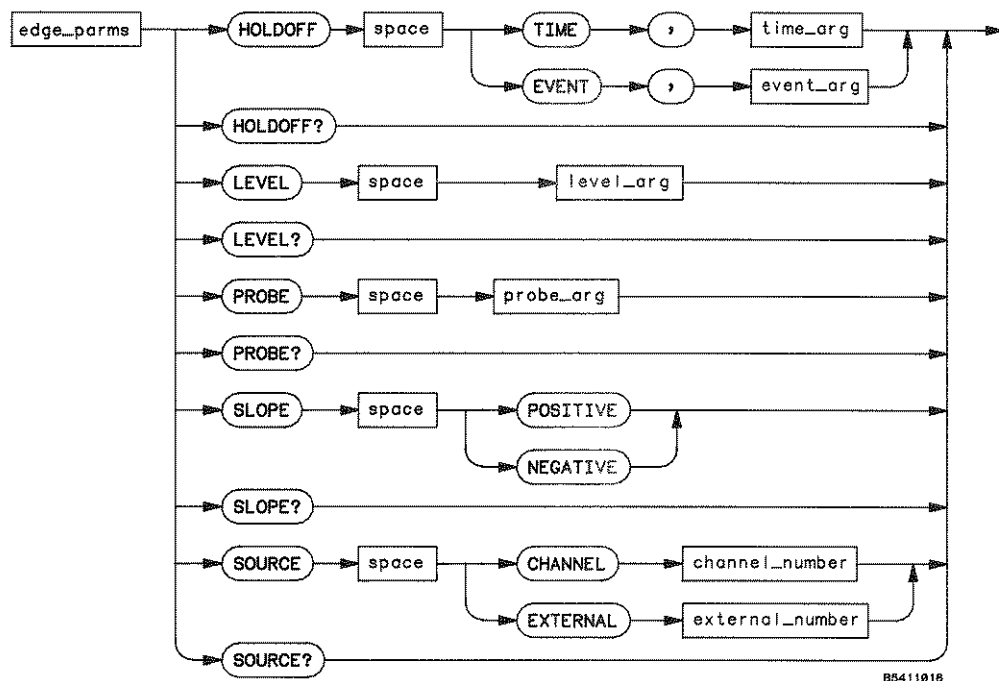 edge_parms HOLDOFF space TIME , time_arg
EVENT , event_arg
HOLDOFF?
LEVEL space level_arg
LEVEL?
PROBE space probe_arg
PROBE?
SLOPE space POSITIVE
NEGATIVE
SLOPE?
SOURCE space CHANNEL channel_number
EXTERNAL external_number
SOURCE?
B5411016